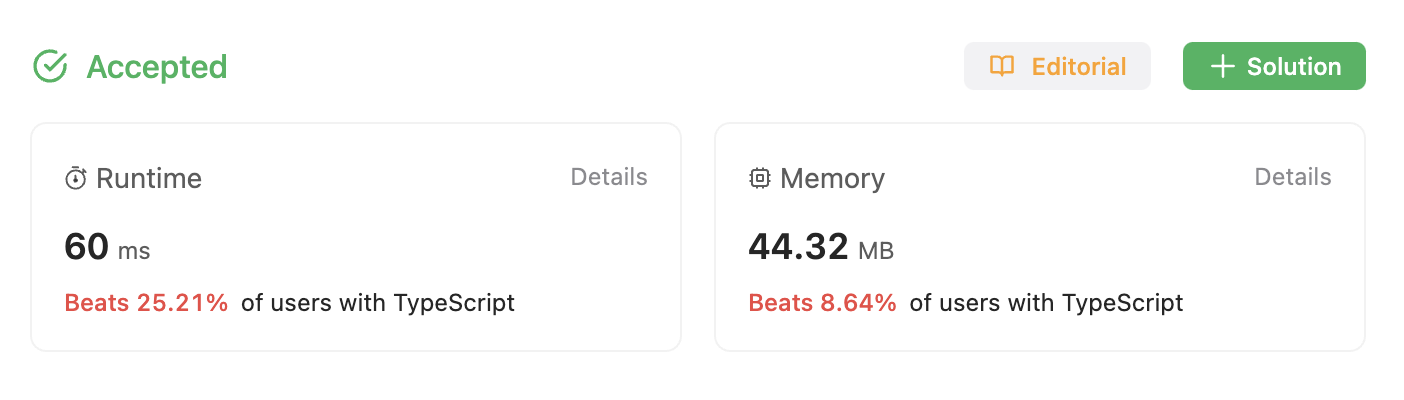 Accepted
Editorial
Solution
Runtime
Details
60 ms
Beats 25.21% of users with TypeScript
Memory
Details
44.32 MB
Beats 8.64% of users with TypeScript